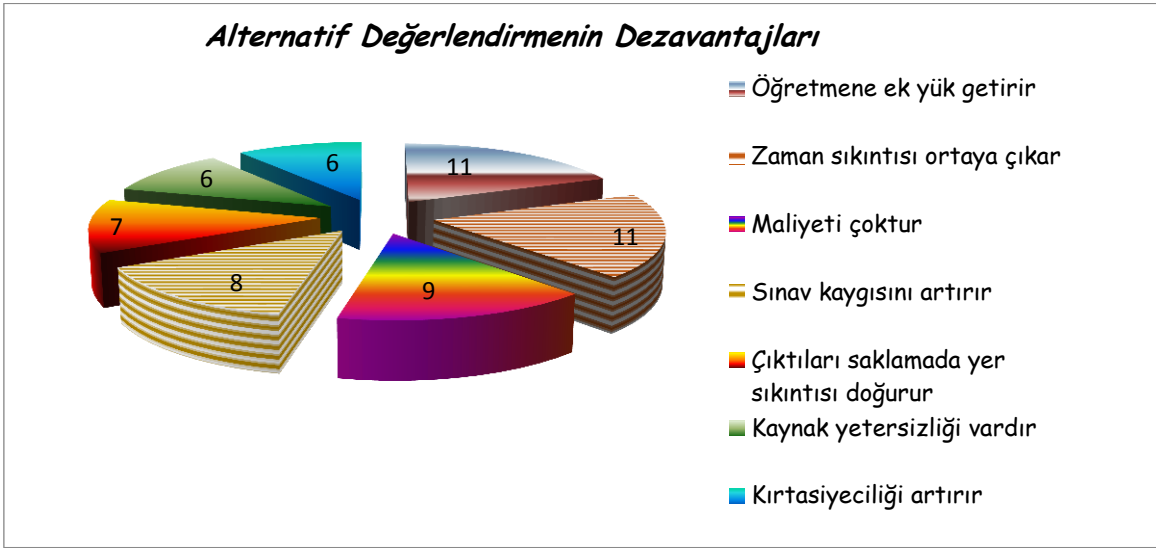 Alternatif Değerlendirmenin Dezavantajları
11
11
9
8
7
6
6
Öğretmene ek yük getirir
Zaman sıkıntısı ortaya çıkar
Maliyeti çoktur
Sınav kaygısını artırır
Çıktıları saklamada yer
sıkıntısı doğurur
Kaynak yetersizliği vardır
Kırtasiyeciliği artırır